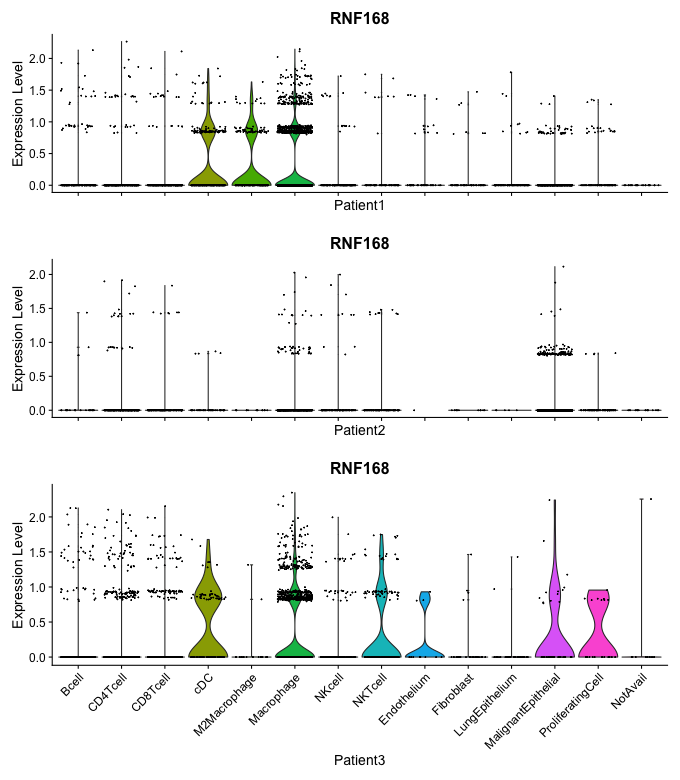 RNF168
Expression Level
2.0
1.5
1.0
0.5
0.0
Patient1
RNF168
Expression Level
2.0
1.5
1.0
0.5
0.0
Patient2
RNF168
Expression Level
2.0
1.5
1.0
0.5
0.0
Bcell
CD4Tcell
CD8Tcell
cDC
M2Macrophage
Macrophage
NKcell
NKTcell
Endothelium
Fibroblast
LungEpithelium
MalignantEpithelial
ProliferatingCell
NotAvail
Patient3